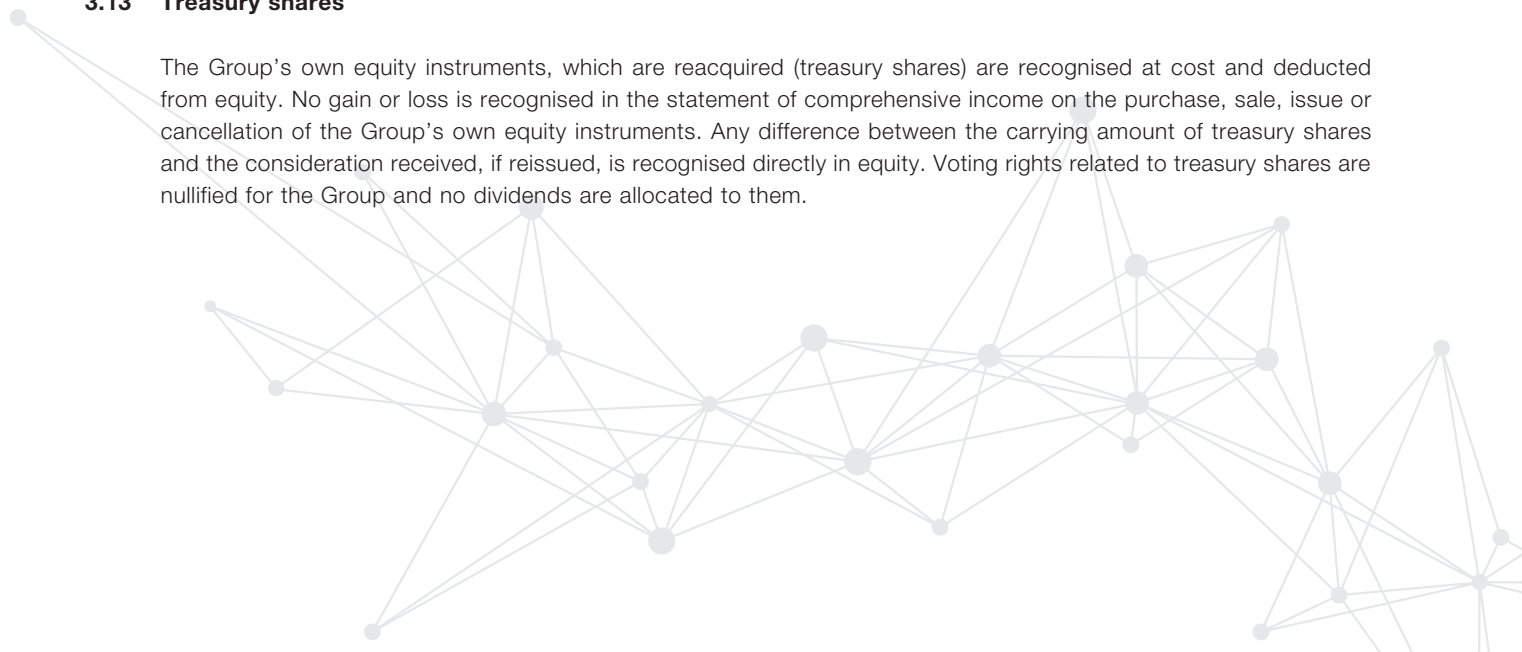 3.13 Treasury shares
The Group's own equity instruments, which are reacquired (treasury shares) are recognised at cost and deducted
from equity. No gain or loss is recognised in the statement of comprehensive income on the purchase, sale, issue or
cancellation of the Group's own equity instruments. Any difference between the carrying amount of treasury shares
and the consideration received, if reissued, is recognised directly in equity. Voting rights related to treasury shares are
nullified for the Group and no dividends are allocated to them.